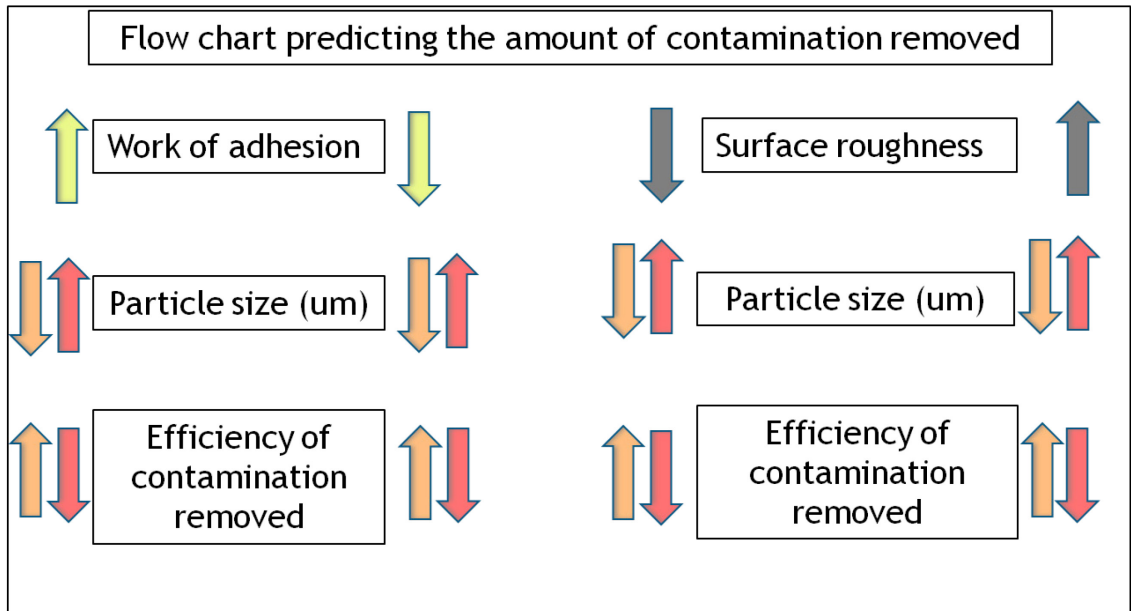 Flow chart predicting the amount of contamination removed
Work of adhesion
Surface roughness
Particle size (um)
Particle size (um)
Efficiency of
contamination
removed
Efficiency of
contamination
removed